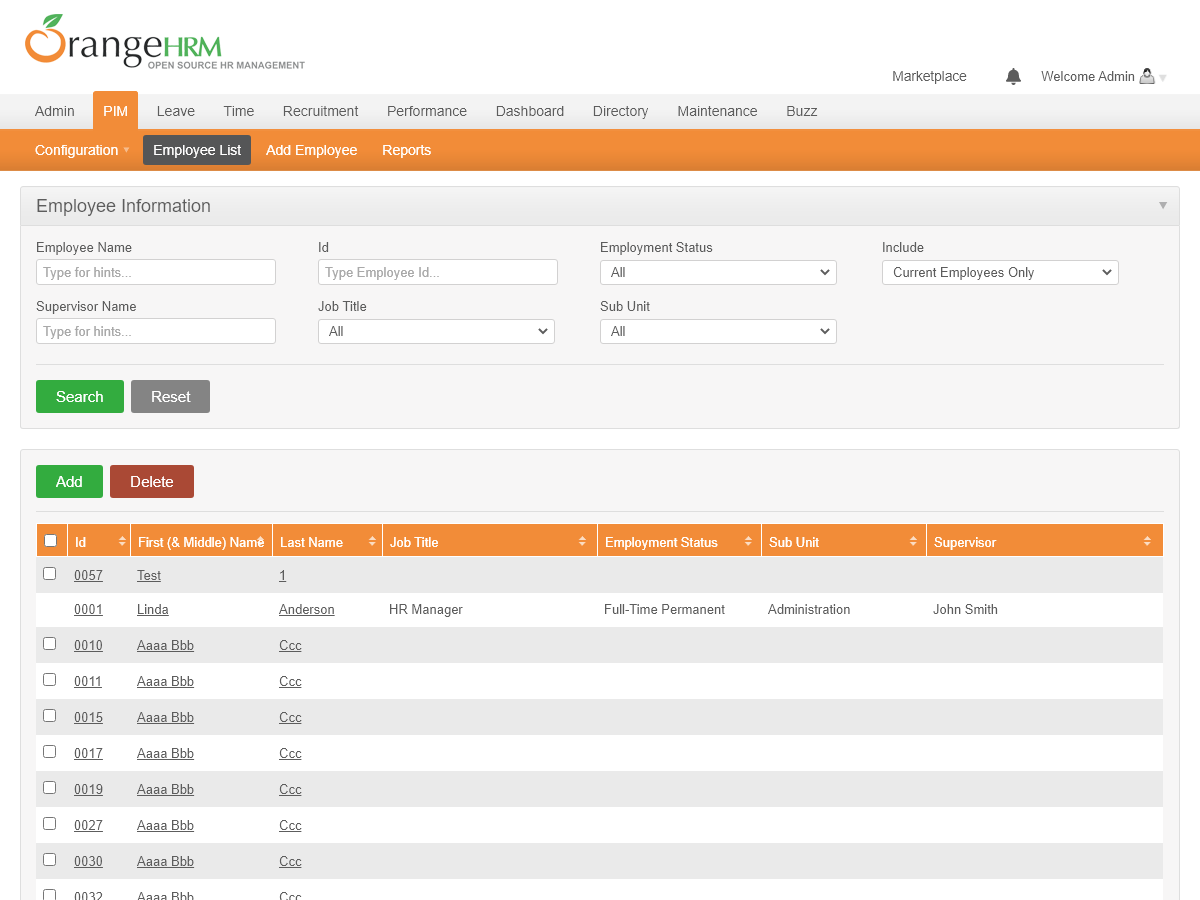 OrangeHRM
OPEN SOURCE HR MANAGEMENT
Marketplace Welcome Admin
Admin PIM Leave Time Recruitment Performance Dashboard Directory Maintenance Buzz
Configuration Employee List Add Employee Reports
Employee Information
Employee Name Id Employment Status Include
Type for hints... Type Employee Id... All Current Employees Only
Supervisor Name Job Title Sub Unit
Type for hints... All All
Search Reset
Add Delete
Id First (& Middle) Name Last Name Job Title Employment Status Sub Unit Supervisor
0057 Test 1
0001 Linda Anderson HR Manager Full-Time Permanent Administration John Smith
0010 Aaaa Bbb Ccc
0011 Aaaa Bbb Ccc
0015 Aaaa Bbb Ccc
0017 Aaaa Bbb Ccc
0019 Aaaa Bbb Ccc
0027 Aaaa Bbb Ccc
0030 Aaaa Bbb Ccc
0032 Aaaa Bbb Ccc